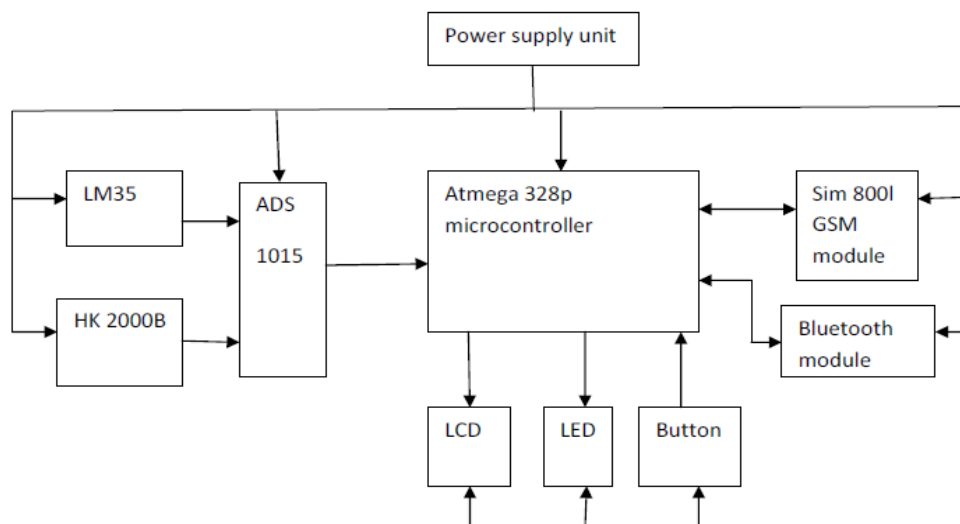 Power supply unit
LM35
ADS
1015
Atmega 328p
microcontroller
Sim 800l
GSM
module
HK 2000B
Bluetooth
module
LCD
LED
Button